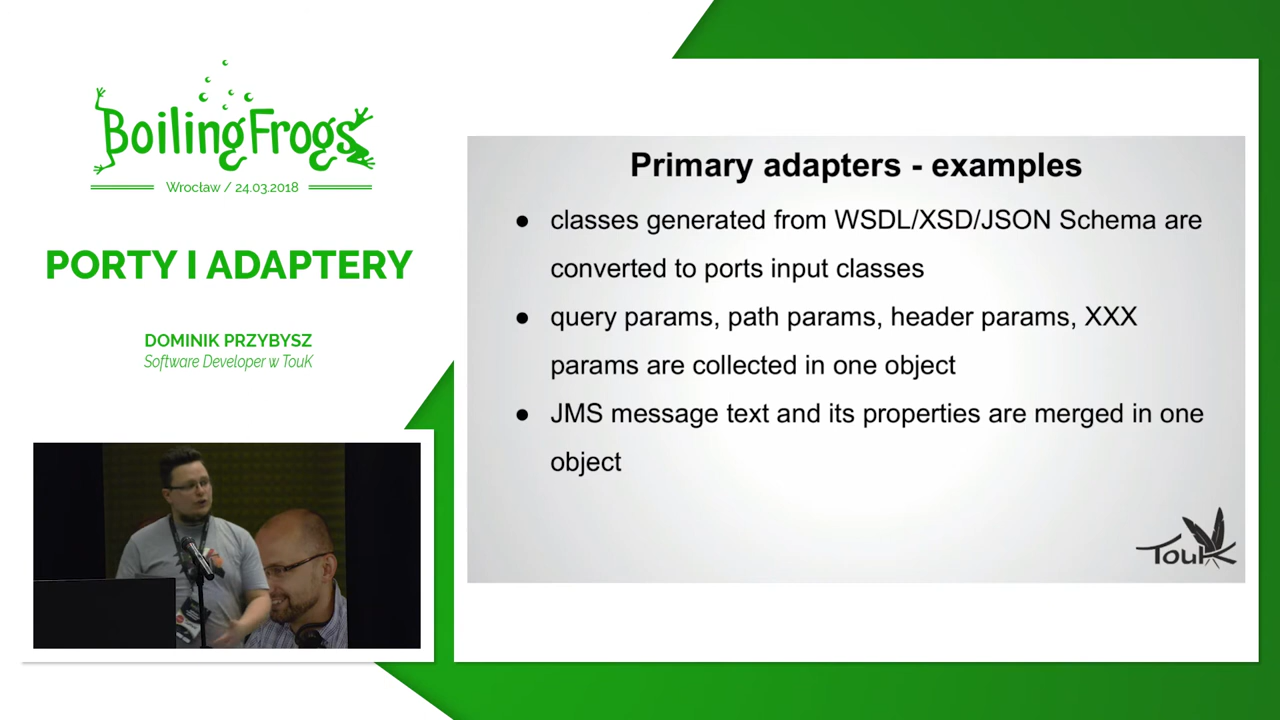 BoilingFrogs
Wrocław / 24.03.2018
PORTY I ADAPTERY
DOMINIK PRZYBYSZ
Software Developer w TouK
Primary adapters - examples
● classes generated from WSDL/XSD/JSON Schema are
converted to ports input classes
● query params, path params, header params, XXX
params are collected in one object
● JMS message text and its properties are merged in one
object
TouK